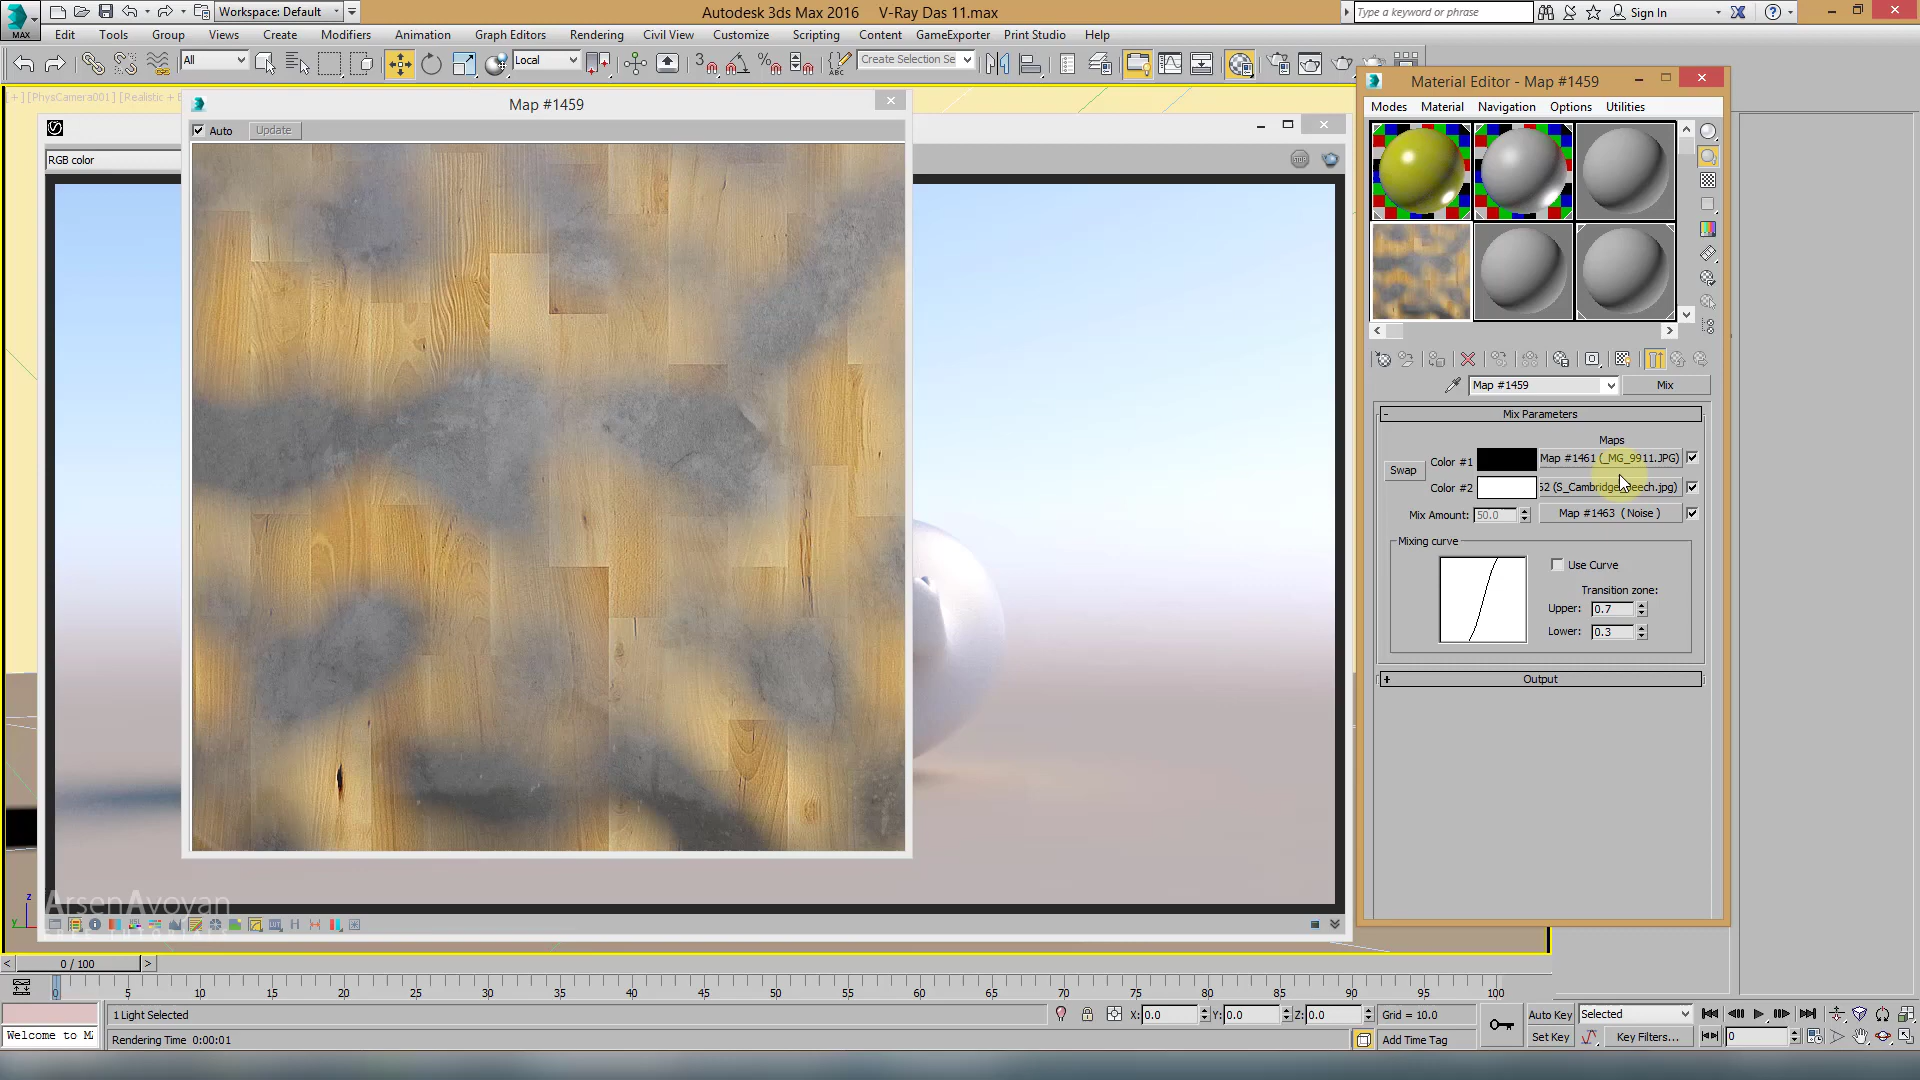 Workspace: Default
Autodesk 3ds Max 2016    V-Ray Das 11.max
Type a keyword or phrase
Sign In
MAX
Edit Tools Group Views Create Modifiers Animation Graph Editors Rendering Civil View Customize Scripting Content GameExporter Print Studio Help
All
Local
Create Selection Se
[+] [PhysCamera001] [Realistic +
Map #1459
Auto
Update
RGB color
Material Editor - Map #1459
Modes Material Navigation Options Utilities
Map #1459
Mix
Mix Parameters
Maps
Swap
Color #1
Map #1461 (_MG_9911.JPG)
Color #2
Mix Amount: 50.0
Map #1463 ( Noise )
Mixing curve
Use Curve
Transition zone:
Upper: 0.7
Lower: 0.3
Output
ArsenAvoyan
FREE TUTORIALS
0 / 100
0 5 10 15 20 25 30 35 40 45 50 55 60 65 70 75 80 85 90 95 100
1 Light Selected
X: 0.0
Y: 0.0
Z: 0.0
Grid = 10.0
Auto Key
Selected
Welcome to M
Rendering Time 0:00:01
Add Time Tag
Set Key
Key Filters...
0